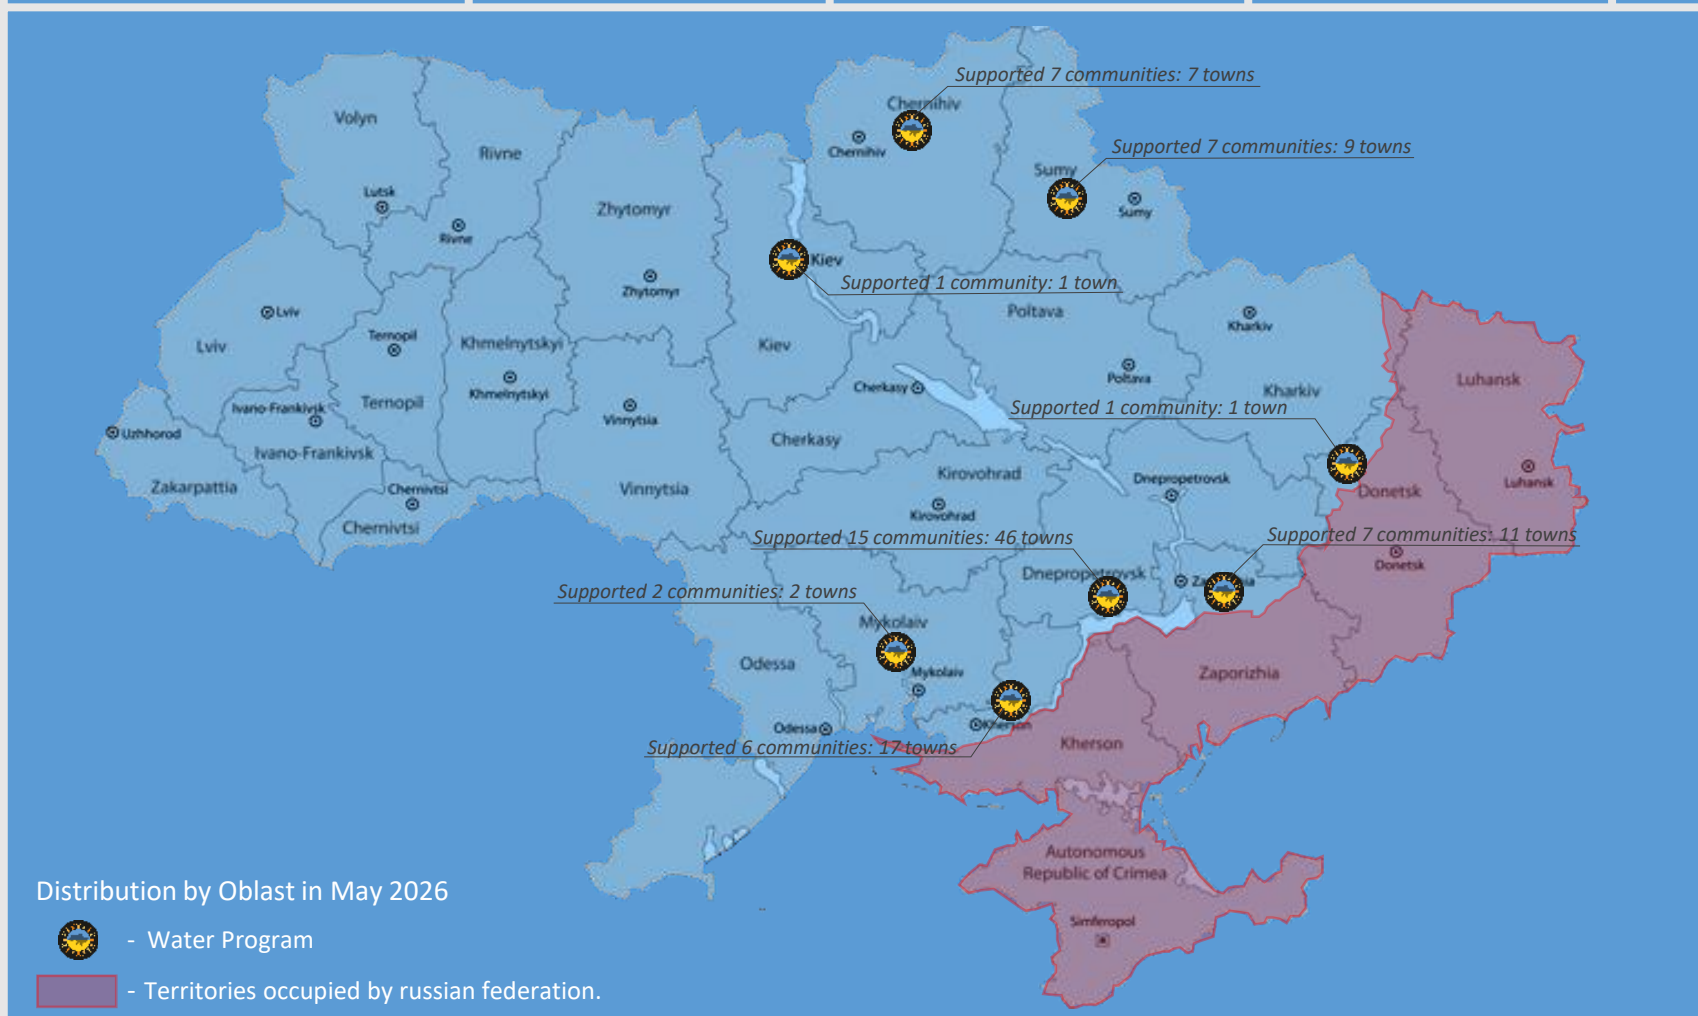 Supported 7 communities: 7 towns
Chernihiv
Volyn
Chernihiv
Supported 7 communities: 9 towns
Rivne
Sumy
Lutsk
Zhytomyr
Sumy
Rivne
Kiev
Supported 1 community: 1 town
Zhytomyr
Lviv
Poltava
Kharkiv
Ternopil
Khmelnytskyi
Kiev
Lviv
Poltava
Luhansk
Cherkasy
Kharkiv
Khmelnytskyi
Ternopil
Ivano-Frankivsk
Supported 1 community: 1 town
Vinnytsia
Uzhhorod
Cherkasy
Ivano-Frankivsk
Kirovohrad
Dnepropetrovsk
Luhansk
Zakarpattia
Chernivtsi
Vinnytsia
Donetsk
Kirovohrad
Chernivtsi
Supported 15 communities: 46 towns
Supported 7 communities: 11 towns
Donetsk
Dnepropetrovsk
Supported 2 communities: 2 towns
Mykolaiv
Odessa
Mykolaiv
Zaporizhia
Odessa
Kherson
Kherson
Supported 6 communities: 17 towns
Autonomous
Republic of Crimea
Simferopol
Distribution by Oblast in May 2026
- Water Program
- Territories occupied by russian federation.